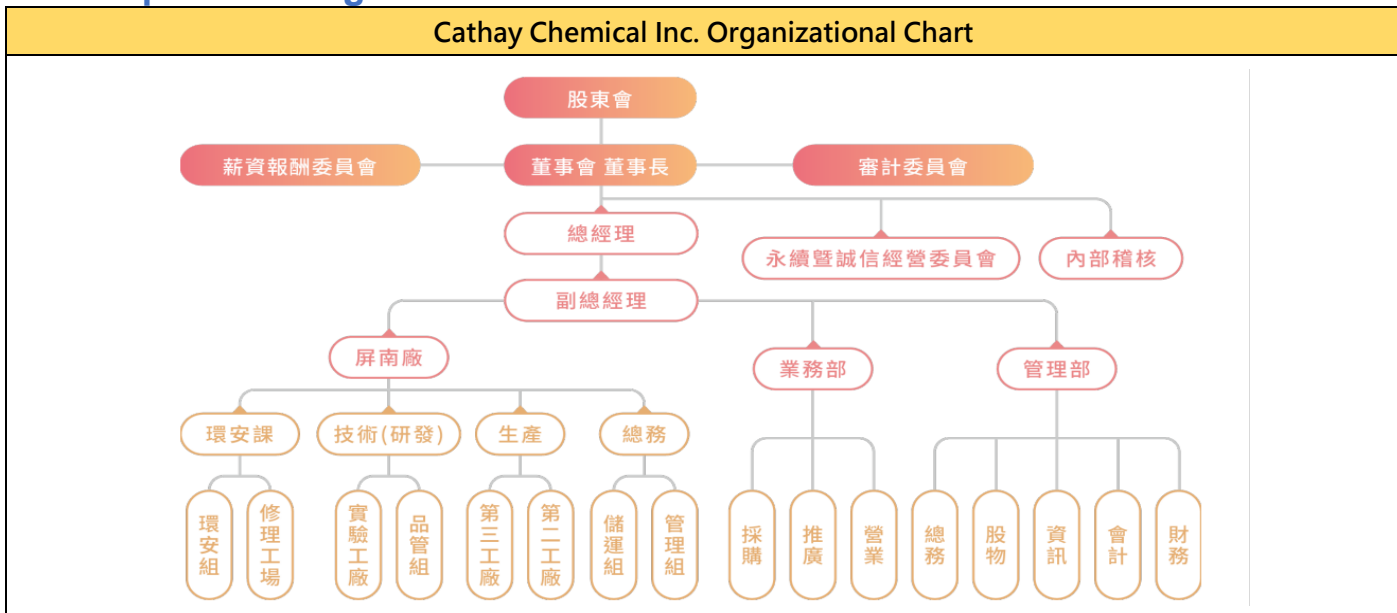 Cathay Chemical Inc. Organizational Chart
股東會
薪資報酬委員會
董事會 董事長
審計委員會
總經理
永續暨誠信經營委員會
內部稽核
副總經理
屏南廠
業務部
管理部
環安課
技術(研發)
生產
總務
環安組
修理工場
實驗工廠
品管組
第三工廠
第二工廠
儲運組
管理組
採購
推廣
營業
總務
股物
資訊
會計
財務